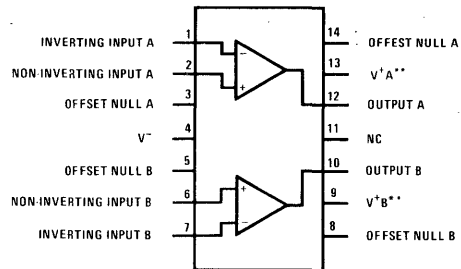 INVERTING INPUT A 1
NON-INVERTING INPUT A 2
OFFSET NULL A 3
V⁻ 4
OFFSET NULL B 5
NON-INVERTING INPUT B 6
INVERTING INPUT B 7
14 OFFEST NULL A
13 V⁺A**
12 OUTPUT A
11 NC
10 OUTPUT B
9 V⁺B**
8 OFFSET NULL B
−
+
+
−